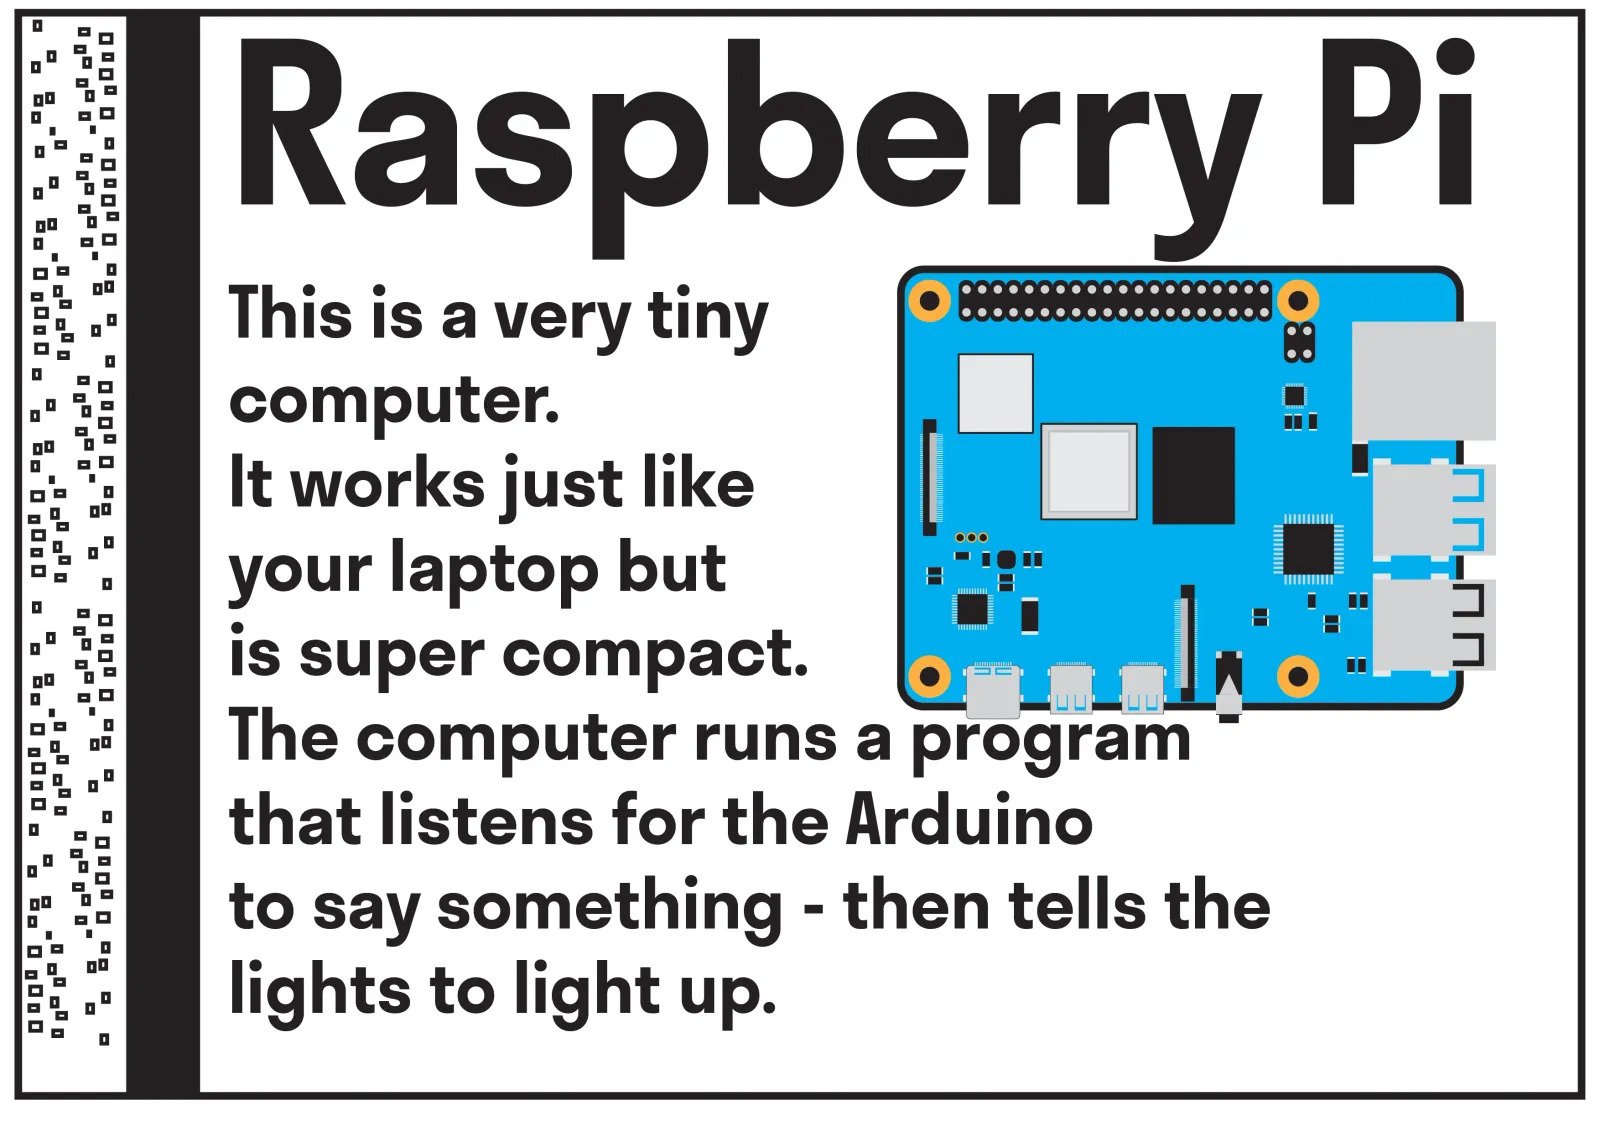 Raspberry Pi
This is a very tiny
computer.
It works just like
your laptop but
is super compact.
The computer runs a program
that listens for the Arduino
to say something - then tells the
lights to light up.